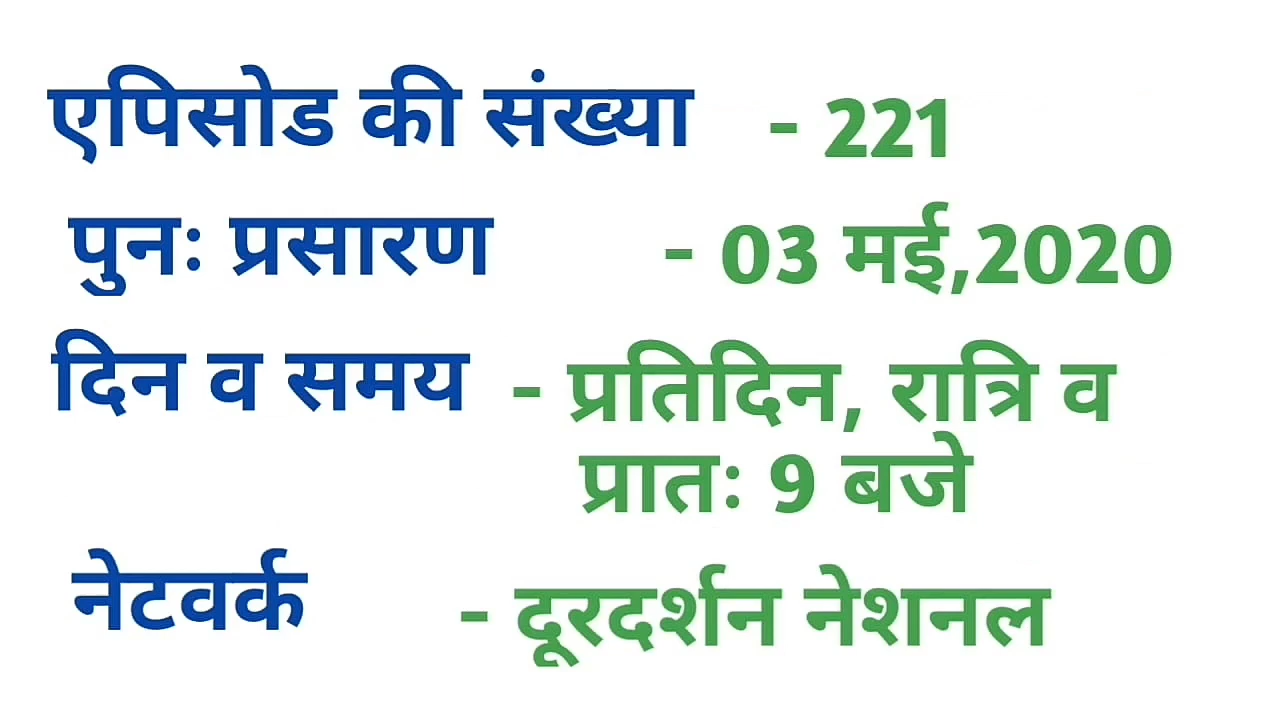 एपिसोड की संख्या - 221
पुनः प्रसारण - 03 मई,2020
दिन व समय - प्रतिदिन, रात्रि व
प्रातः 9 बजे
नेटवर्क - दूरदर्शन नेशनल